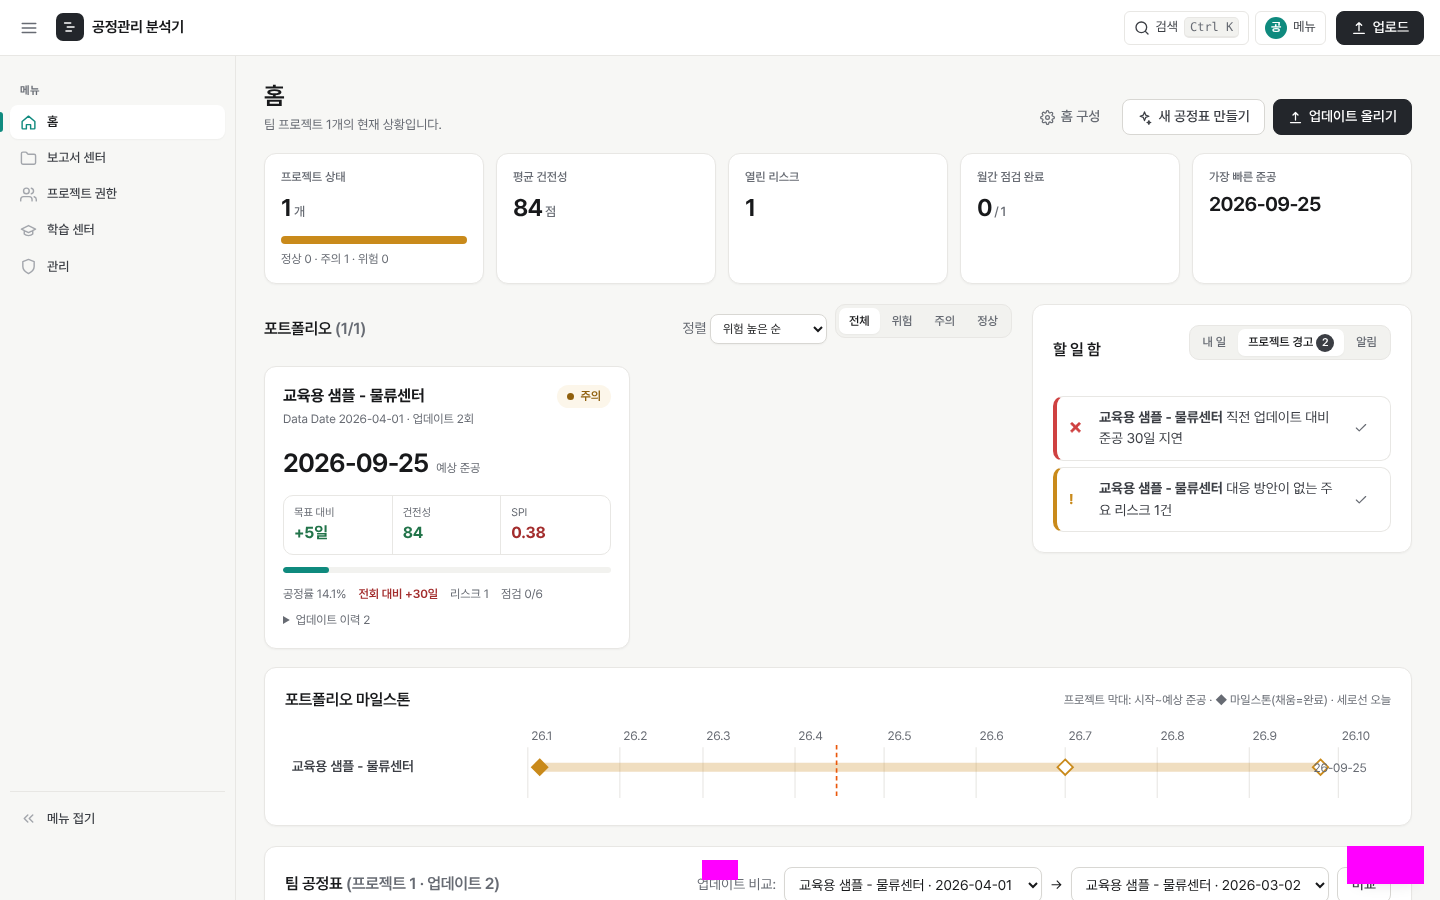 공정관리 분석기
검색 Ctrl K
공 메뉴
업로드
메뉴
홈
보고서 센터
프로젝트 권한
학습 센터
관리
메뉴 접기
홈
팀 프로젝트 1개의 현재 상황입니다.
홈 구성
새 공정표 만들기
업데이트 올리기
프로젝트 상태
1개
정상 0 · 주의 1 · 위험 0
평균 건전성
84점
열린 리스크
1
월간 점검 완료
0/1
가장 빠른 준공
2026-09-25
포트폴리오 (1/1)
정렬 위험 높은 순
전체 위험 주의 정상
교육용 샘플 - 물류센터
주의
Data Date 2026-04-01 · 업데이트 2회
2026-09-25 예상 준공
목표 대비
+5일
건전성
84
SPI
0.38
공정률 14.1% 전회 대비 +30일 리스크 1 점검 0/6
▶ 업데이트 이력 2
할 일 함
내 일 프로젝트 경고 2 알림
교육용 샘플 - 물류센터 직전 업데이트 대비
준공 30일 지연
! 교육용 샘플 - 물류센터 대응 방안이 없는 주
요 리스크 1건
포트폴리오 마일스톤
프로젝트 막대: 시작~예상 준공 · ◆ 마일스톤(채움=완료) · 세로선 오늘
26.1 26.2 26.3 26.4 26.5 26.6 26.7 26.8 26.9 26.10
교육용 샘플 - 물류센터
26-09-25
팀 공정표 (프로젝트 1 · 업데이트 2)
업데이트 비교:
교육용 샘플 - 물류센터 · 2026-04-01
→
교육용 샘플 - 물류센터 · 2026-03-02